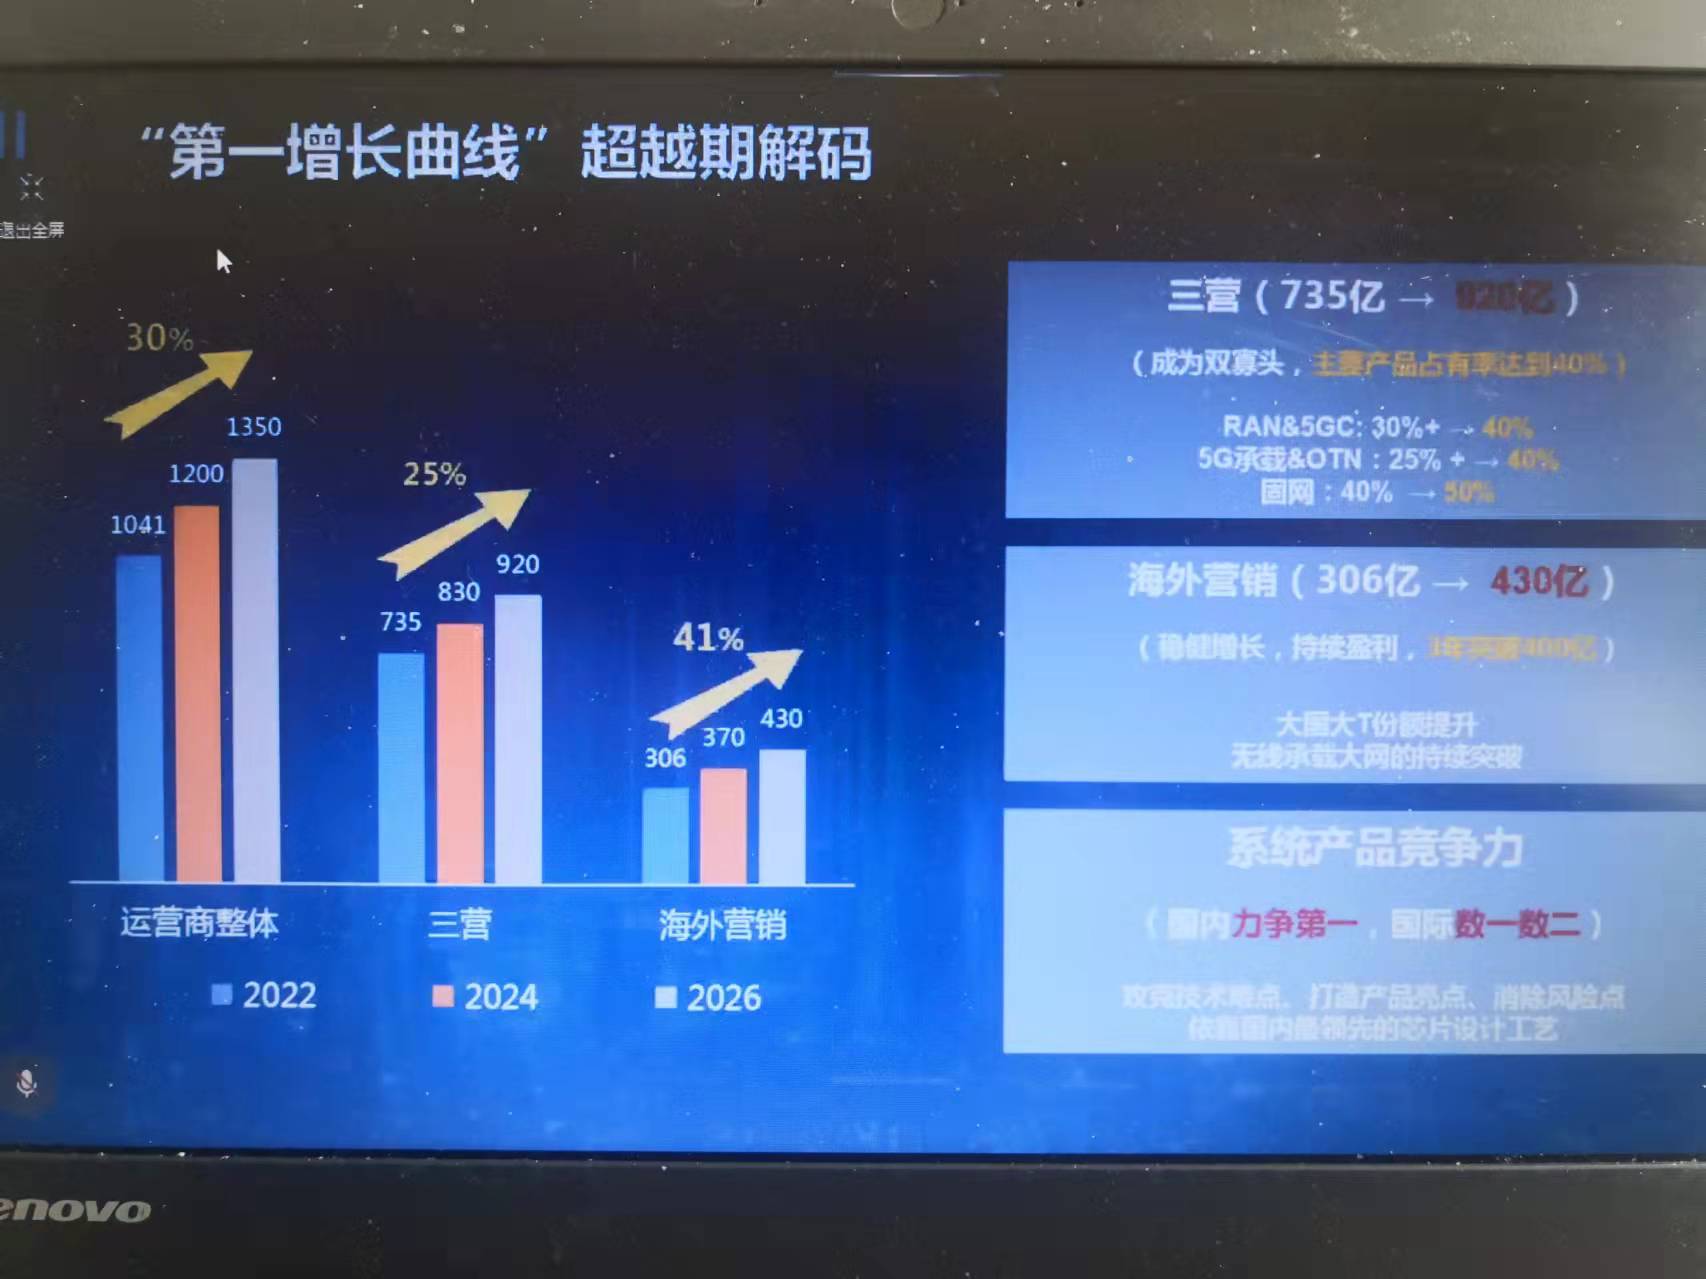 “第一增长曲线”超越期解码
退出全屏
30%
1041
1200
1350
25%
735
830
920
41%
306
370
430
运营商整体
三营
海外营销
2022
2024
2026
三营（735亿 → 920亿）
（成为双寡头，主要产品占有率达到40%）
RAN&5GC: 30%+ → 40%
5G承载&OTN：25% + → 40%
固网：40% → 50%
海外营销（306亿 → 430亿）
（稳健增长，持续盈利，3年突破400亿）
大国大T份额提升
无线承载大网的持续突破
系统产品竞争力
（国内力争第一，国际数一数二）
攻克技术难点、打造产品亮点、消除风险点
依靠国内最领先的芯片设计工艺
enovo